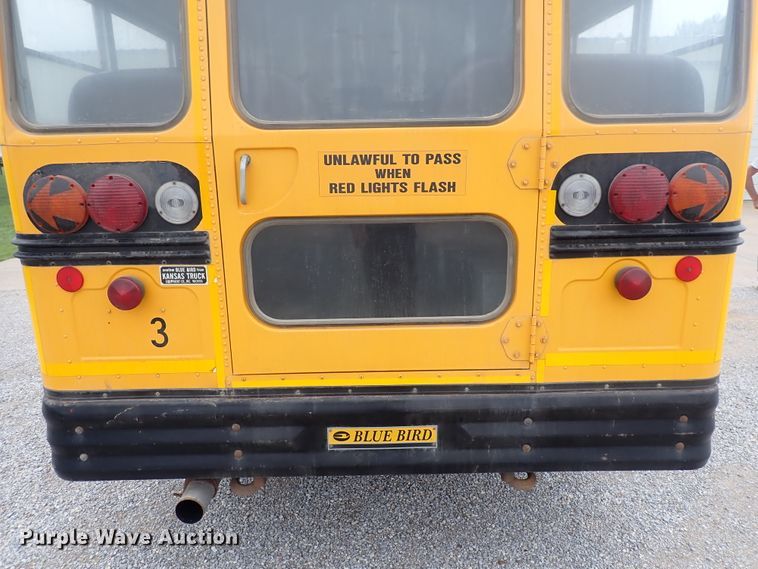 UNLAWFUL TO PASS
WHEN
RED LIGHTS FLASH
BLUE BIRD
KANSAS TRUCK
3
BLUE BIRD
Purple Wave Auction